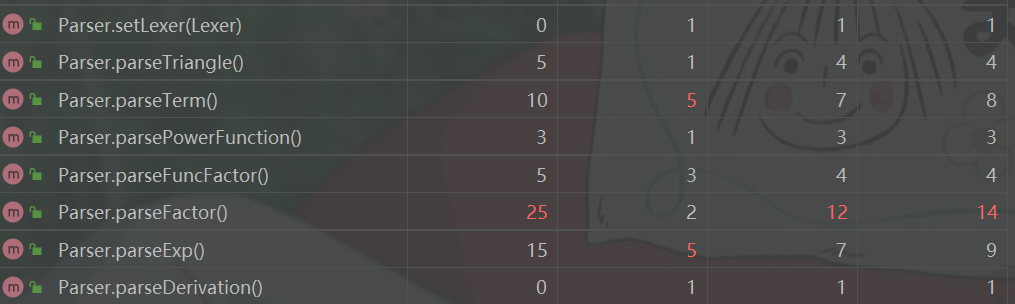 m Parser.setLexer(Lexer) 0 1 1 1
m Parser.parseTriangle() 5 1 4 4
m Parser.parseTerm() 10 5 7 8
m Parser.parsePowerFunction() 3 1 3 3
m Parser.parseFuncFactor() 5 3 4 4
m Parser.parseFactor() 25 2 12 14
m Parser.parseExp() 15 5 7 9
m Parser.parseDerivation() 0 1 1 1